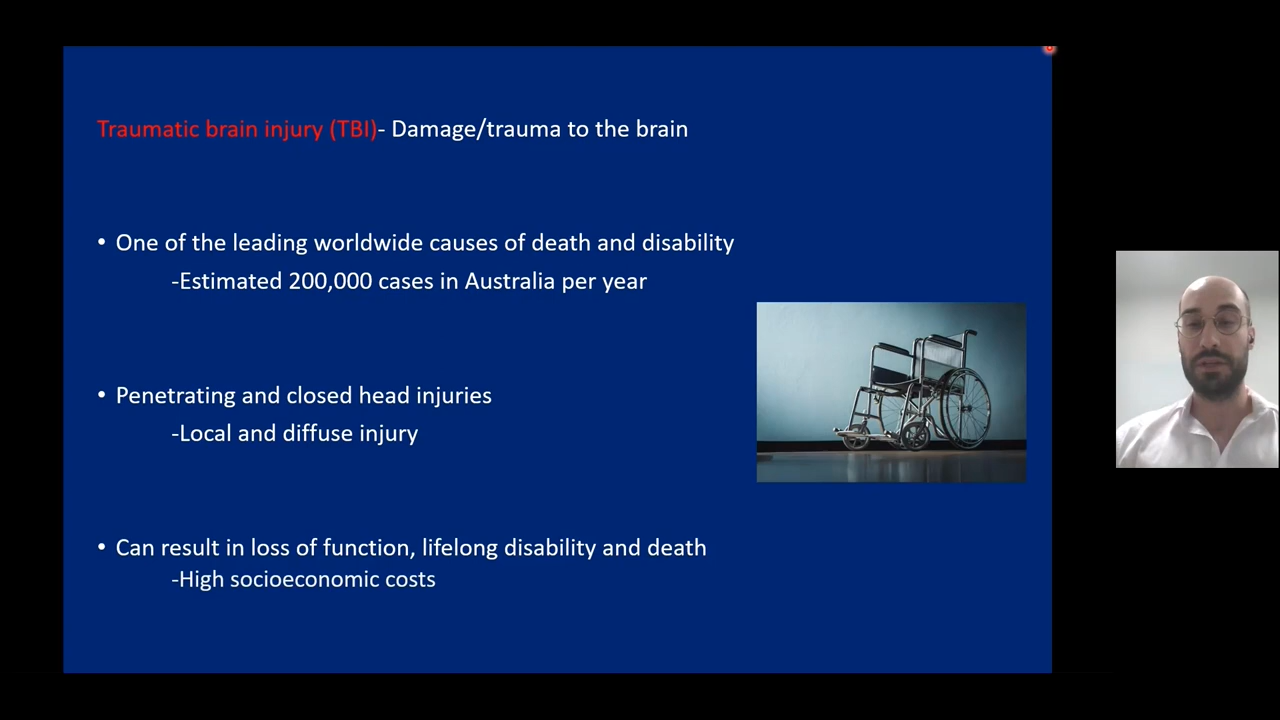 Traumatic brain injury (TBI)- Damage/trauma to the brain
• One of the leading worldwide causes of death and disability
-Estimated 200,000 cases in Australia per year
• Penetrating and closed head injuries
-Local and diffuse injury
• Can result in loss of function, lifelong disability and death
-High socioeconomic costs